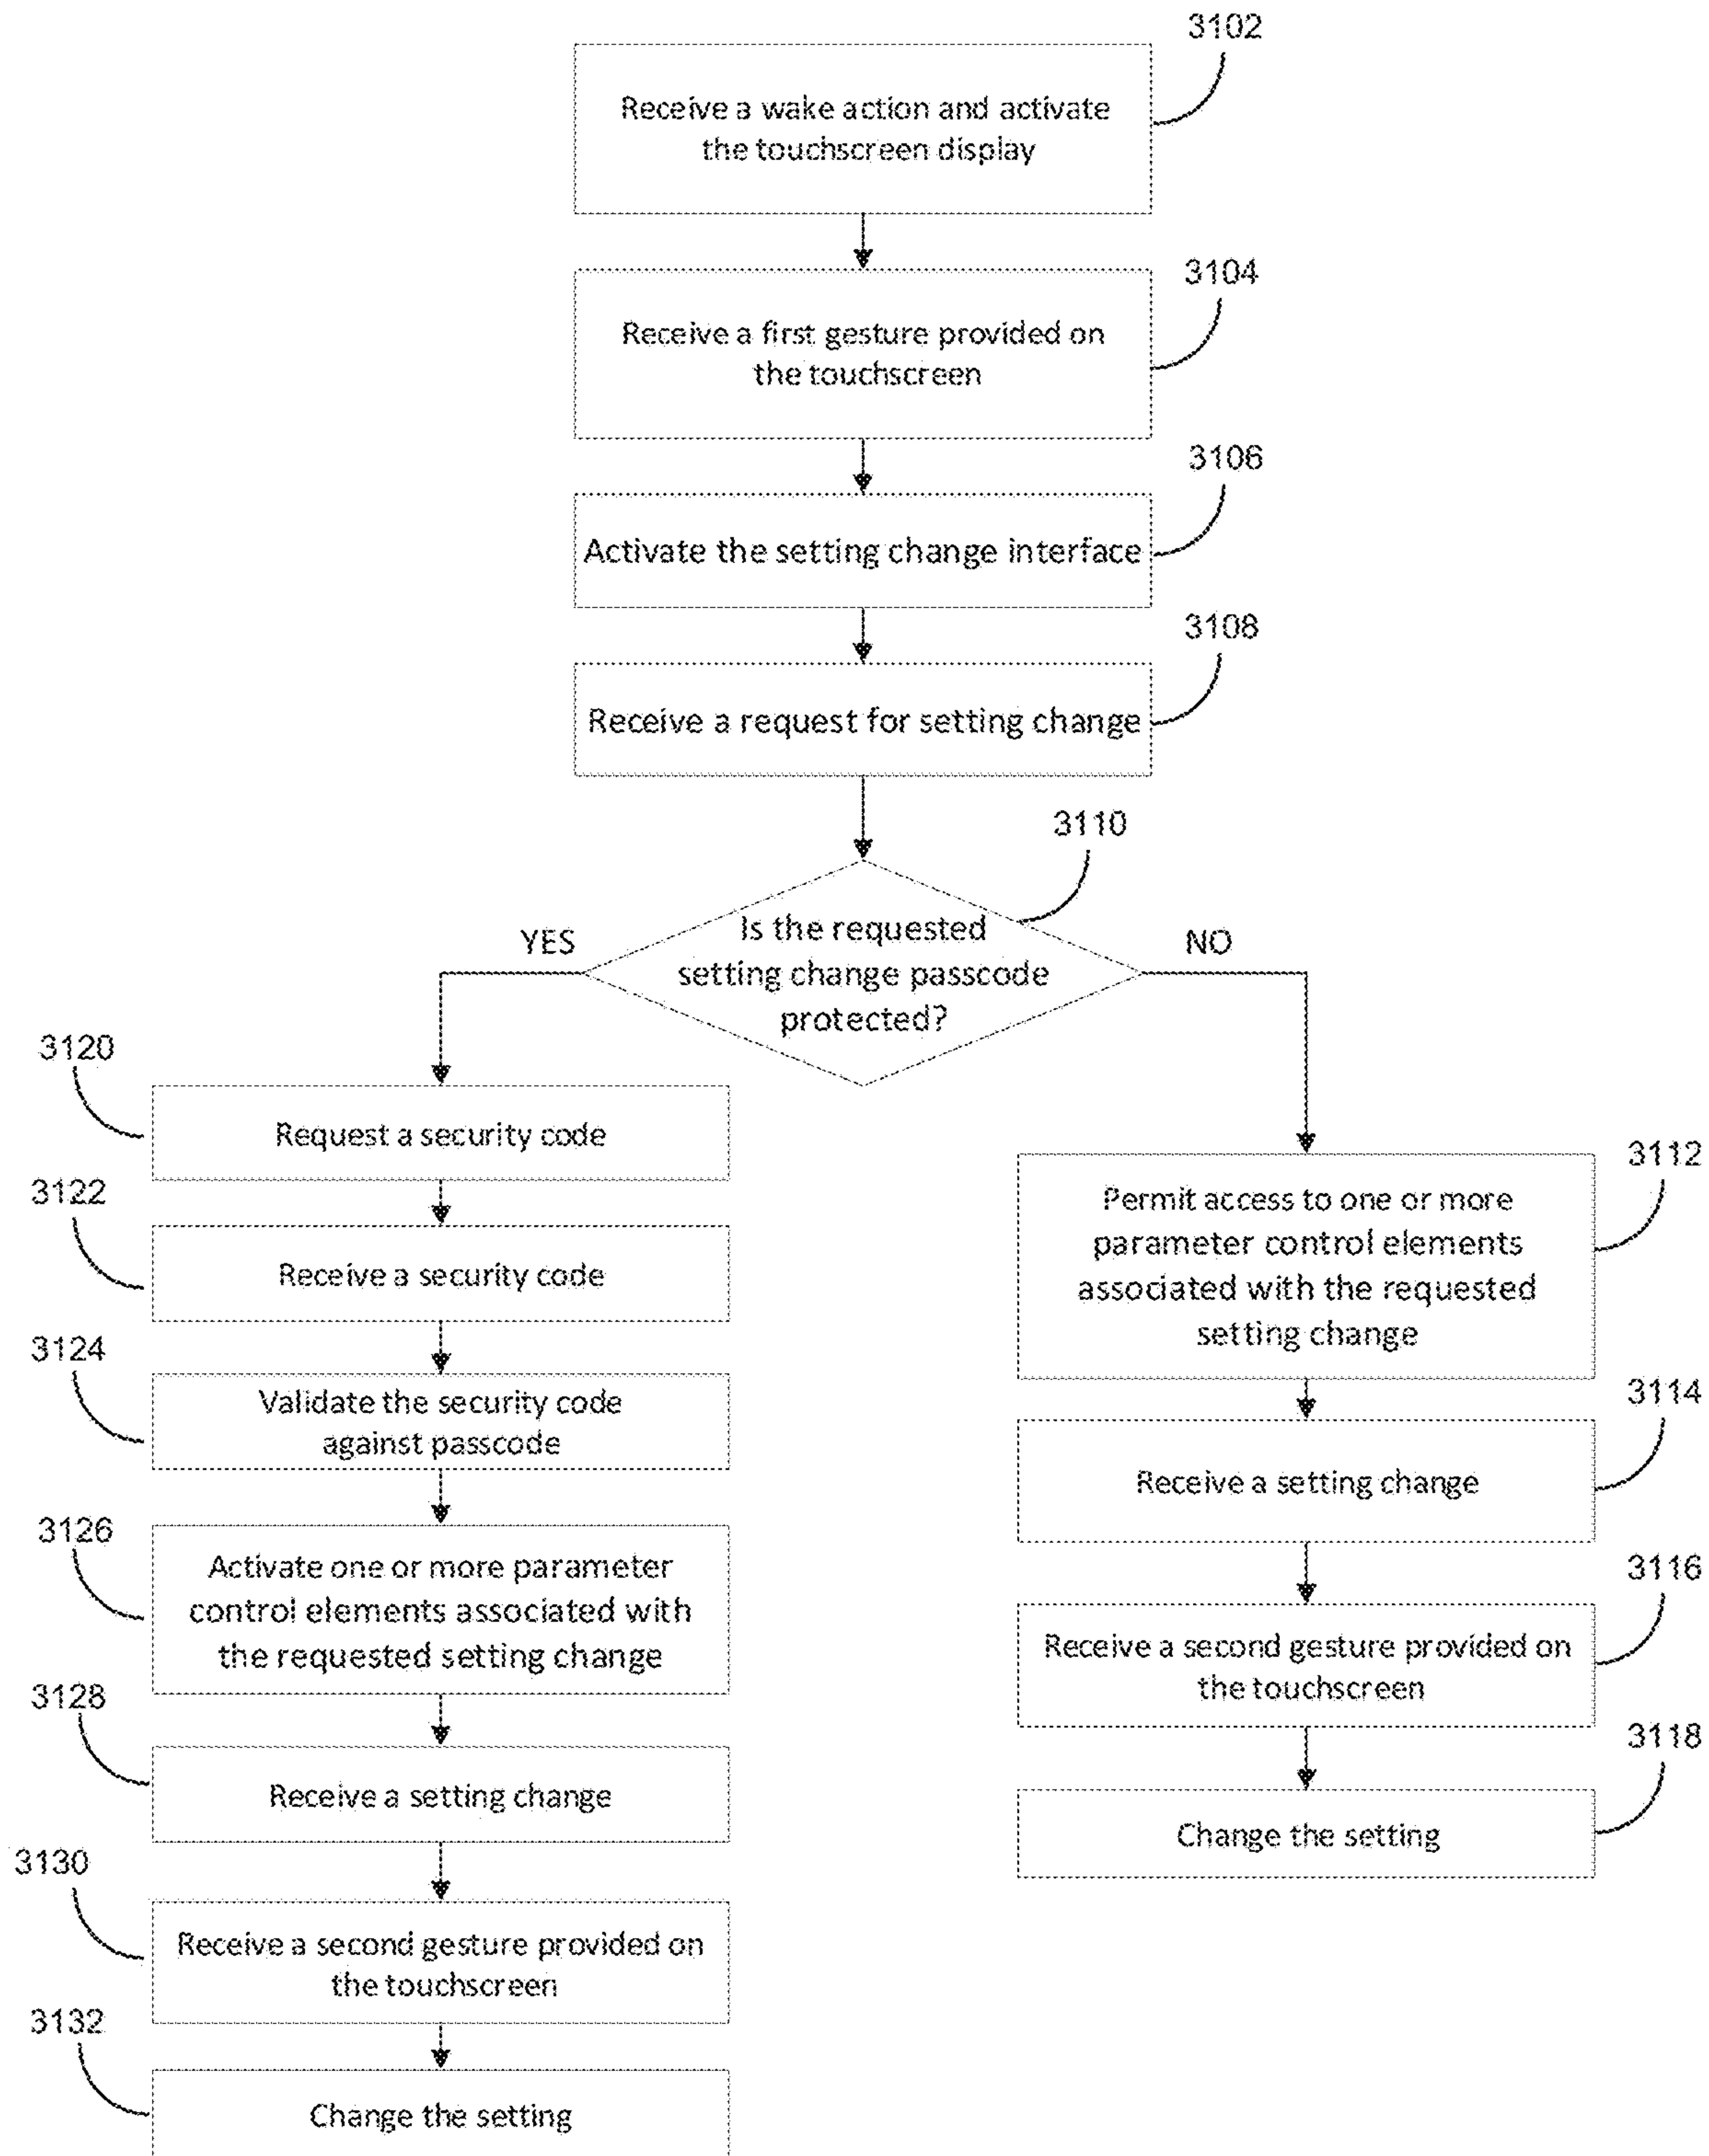 3102
Receive a wake action and activate
the touchscreen display
3104
Receive a first gesture provided on
the touchscreen
3106
Activate the setting change interface
3108
Receive a request for setting change
3110
Is the requested
setting change passcode
protected?
YES
NO
3120
Request a security code
3122
Receive a security code
3124
Validate the security code
against passcode
3126
Activate one or more parameter
control elements associated with
the requested setting change
3128
Receive a setting change
3130
Receive a second gesture provided on
the touchscreen
3132
Change the setting
3112
Permit access to one or more
parameter control elements
associated with the requested
setting change
3114
Receive a setting change
3116
Receive a second gesture provided on
the touchscreen
3118
Change the setting